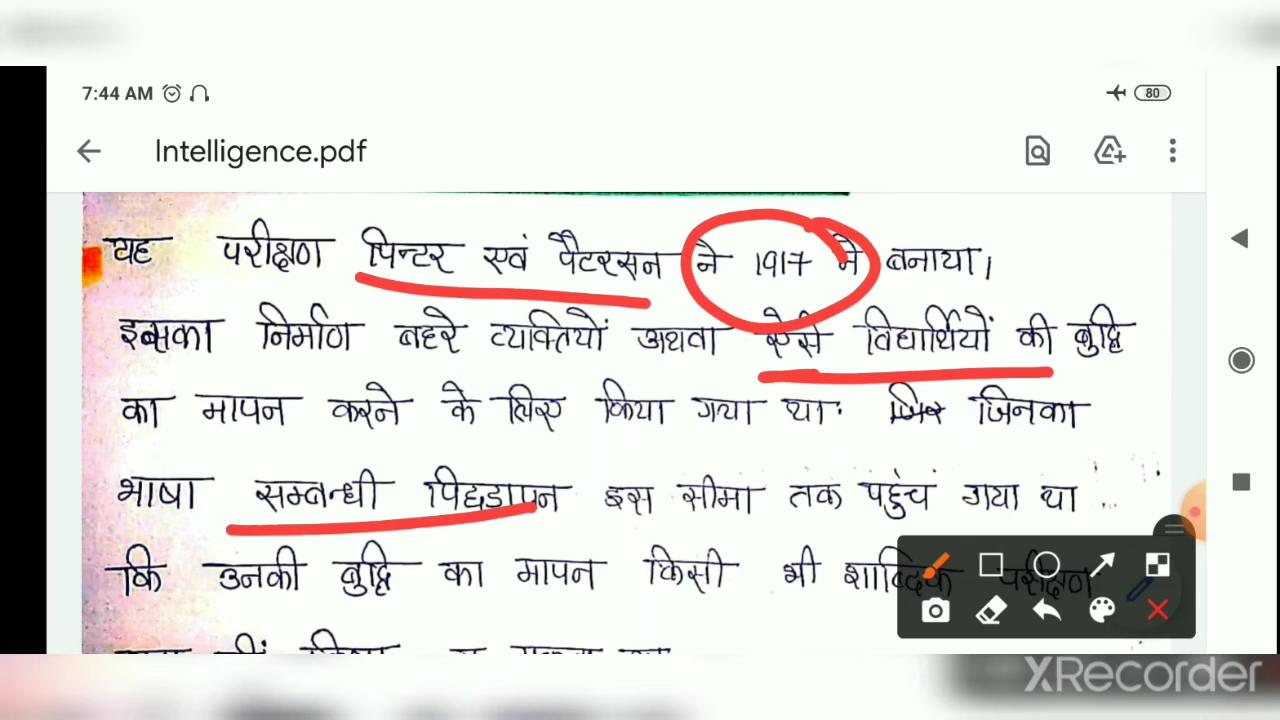 7:44 AM
80
Intelligence.pdf
यह परीक्षण पिन्टर एवं पैटरसन ने 1917 में बनाया।
इसका निर्माण बहरे व्यक्तियों अथवा ऐसे विद्यार्थियों की बुद्धि
का मापन करने के लिए किया गया था जिनका
भाषा सम्बन्धी पिछडापन इस सीमा तक पहुंच गया था
कि उनकी बुद्धि का मापन किसी भी शाब्दिक परीक्षण
XRecorder